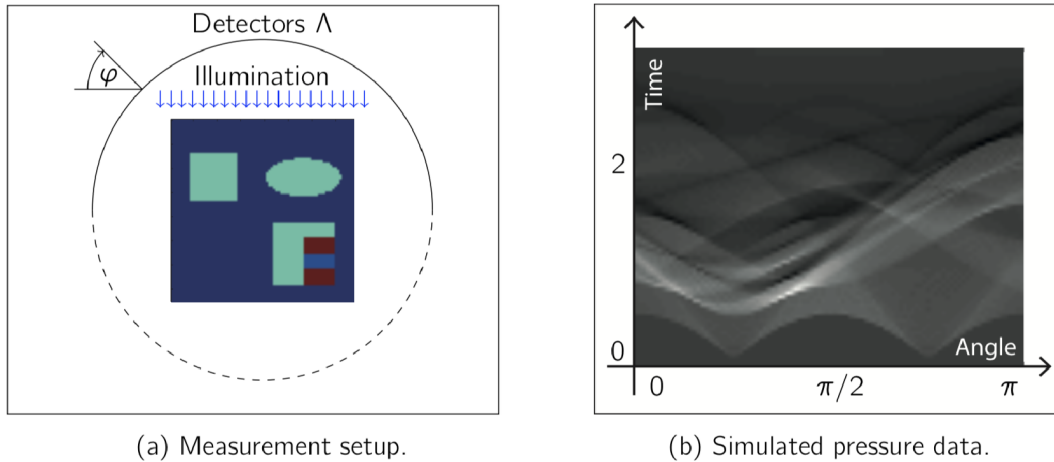 Detectors Λ
φ
Illumination
(a) Measurement setup.
Time
2
0
Angle
0
π/2
π
(b) Simulated pressure data.